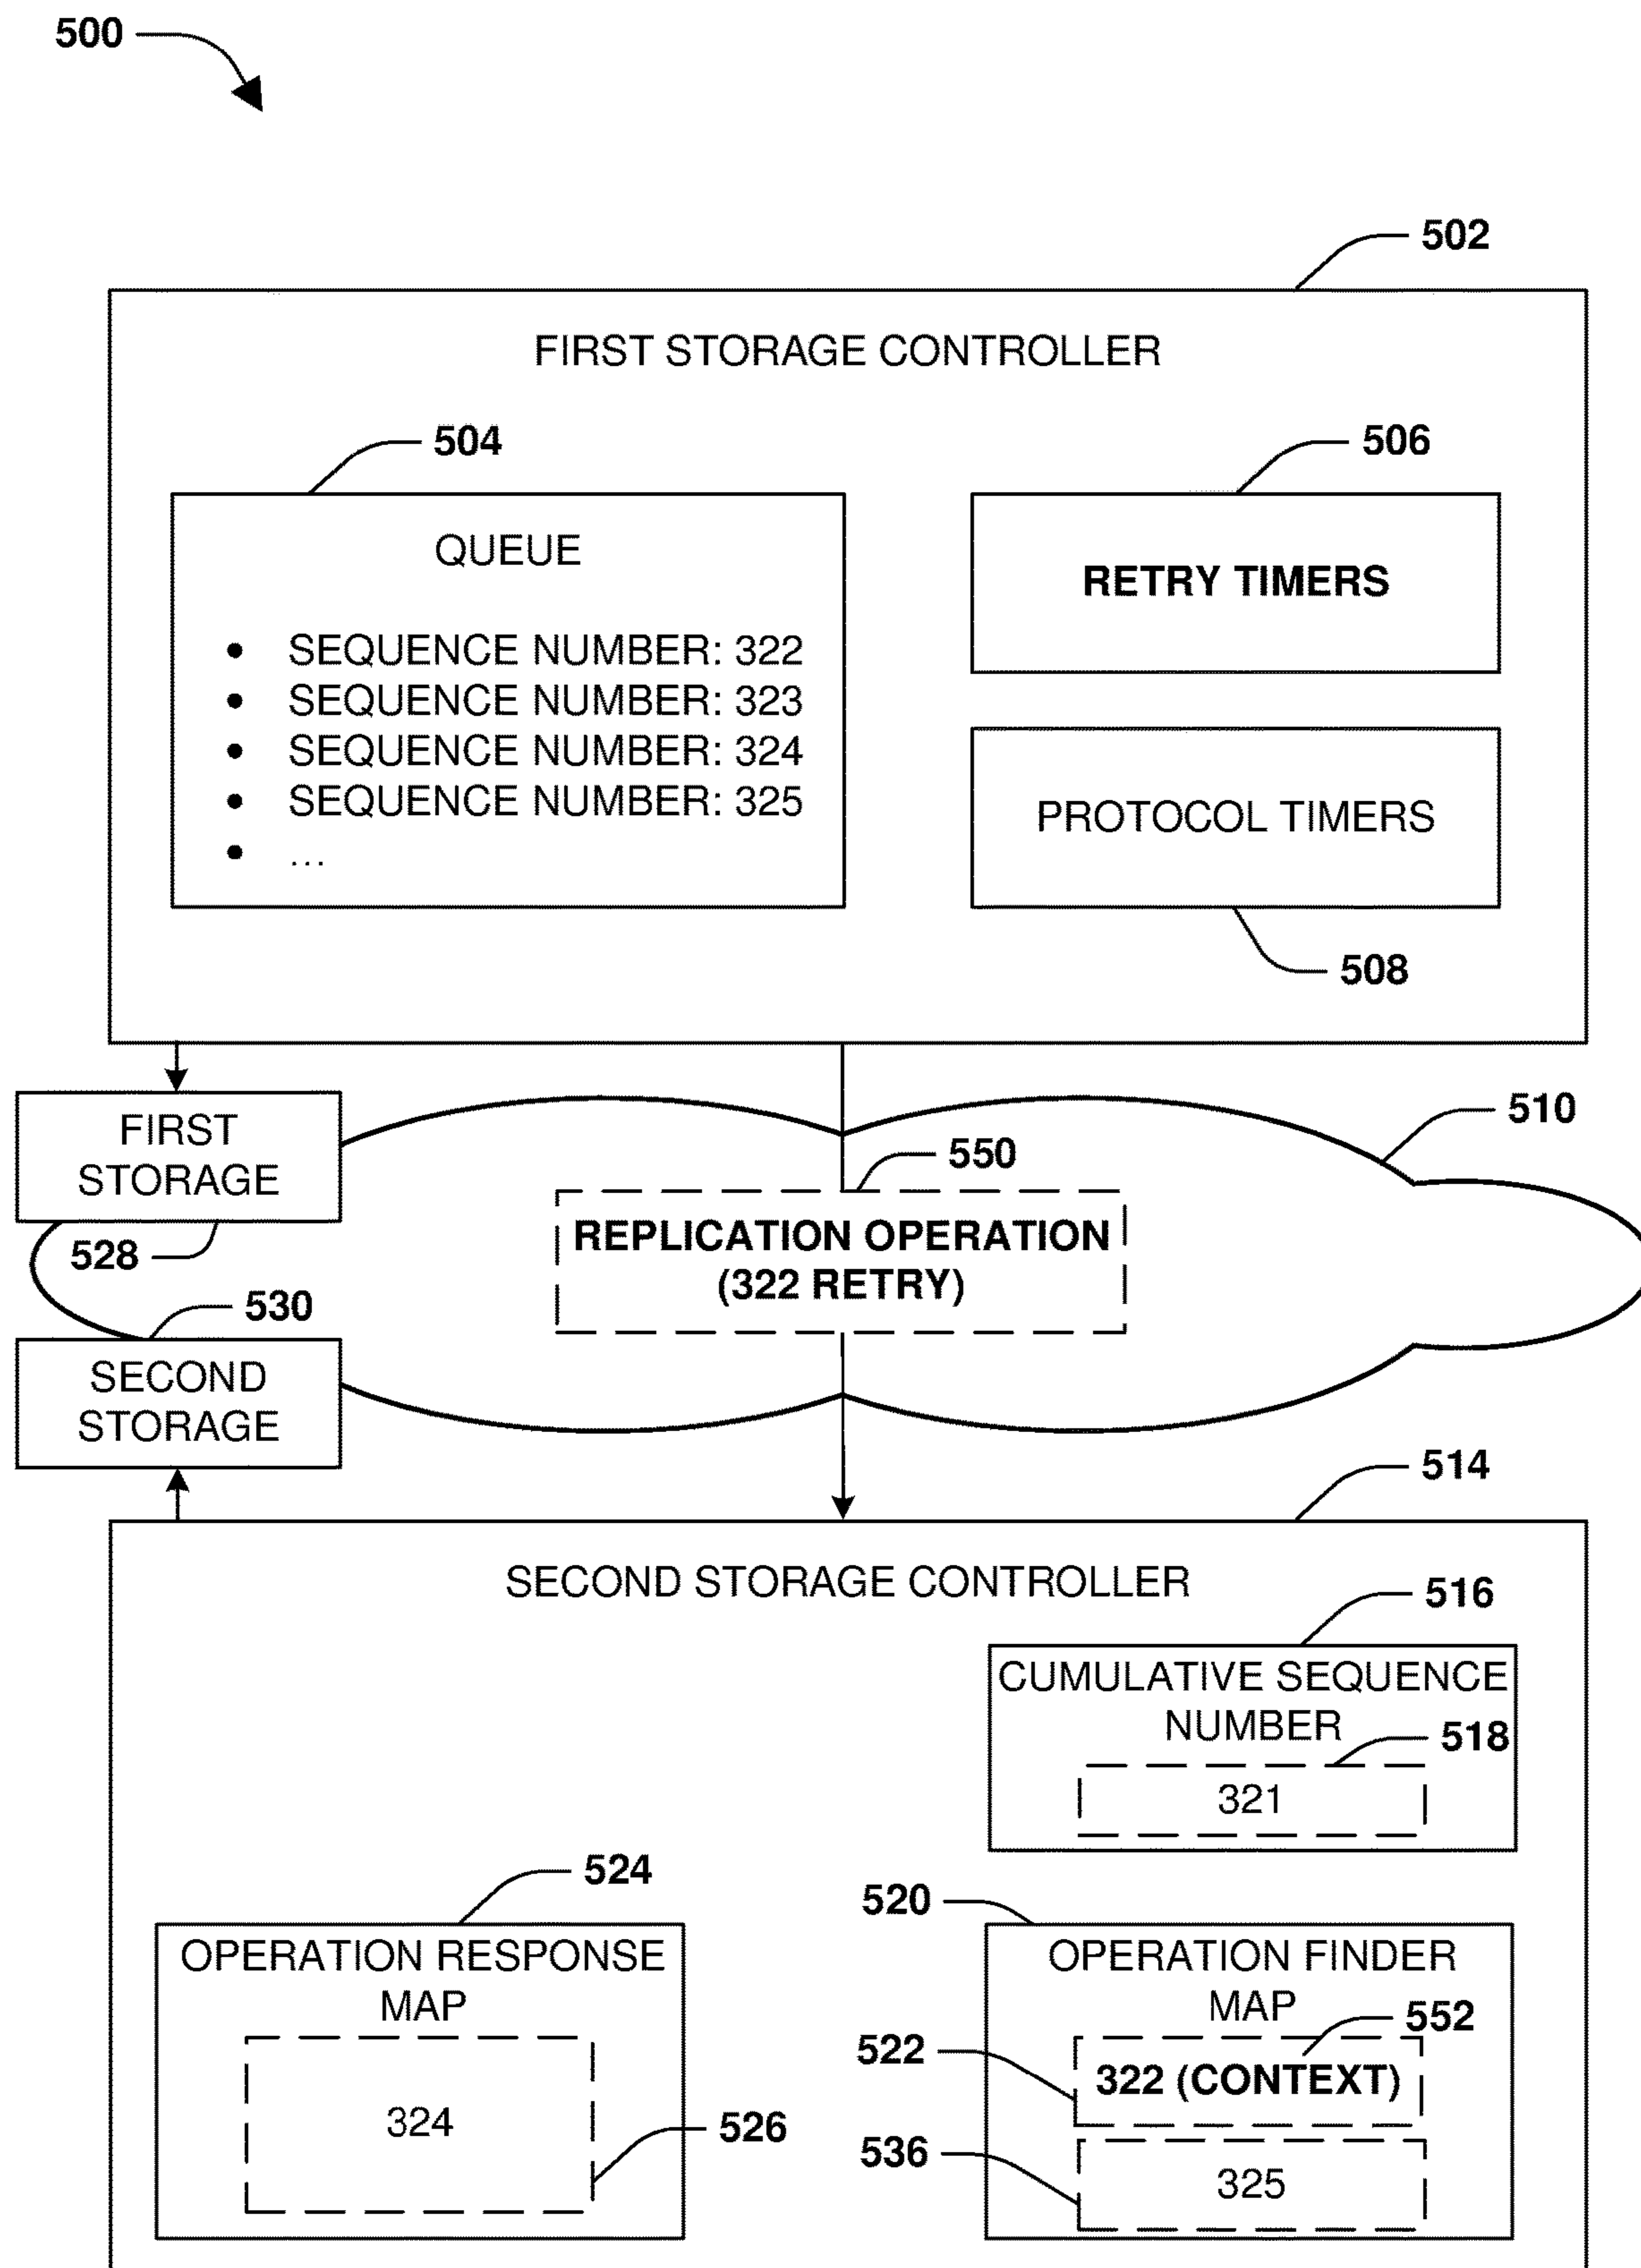 500
502
FIRST STORAGE CONTROLLER
504
506
QUEUE
• SEQUENCE NUMBER: 322
• SEQUENCE NUMBER: 323
• SEQUENCE NUMBER: 324
• SEQUENCE NUMBER: 325
• ...
RETRY TIMERS
PROTOCOL TIMERS
508
FIRST
STORAGE
528
510
550
REPLICATION OPERATION
(322 RETRY)
530
SECOND
STORAGE
514
SECOND STORAGE CONTROLLER
516
CUMULATIVE SEQUENCE
NUMBER
518
321
524
OPERATION RESPONSE
MAP
324
526
520
OPERATION FINDER
MAP
552
522
322 (CONTEXT)
536
325